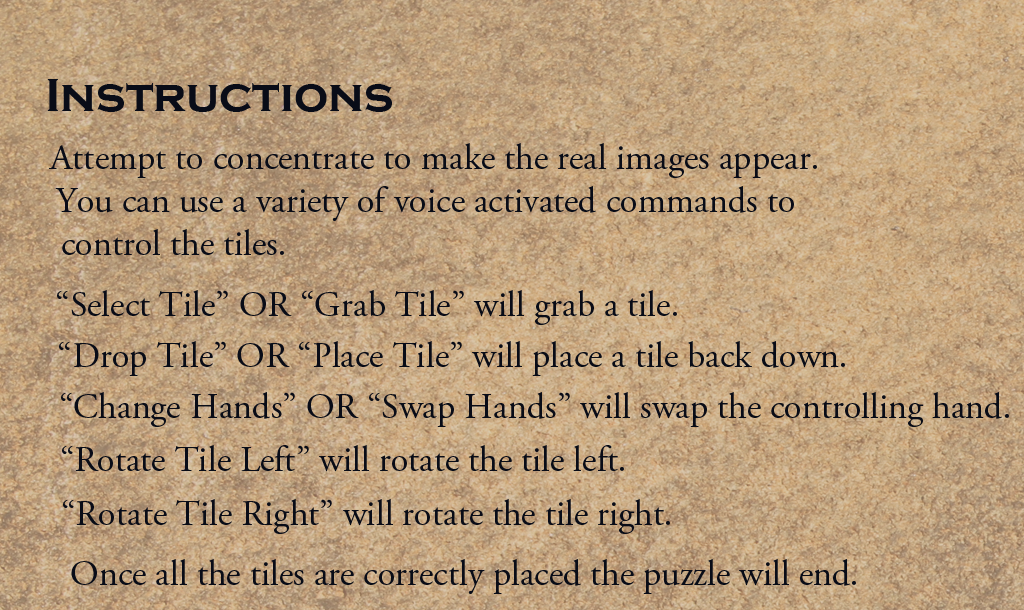 INSTRUCTIONS
Attempt to concentrate to make the real images appear.
You can use a variety of voice activated commands to
control the tiles.
“Select Tile” OR “Grab Tile” will grab a tile.
“Drop Tile” OR “Place Tile” will place a tile back down.
“Change Hands” OR “Swap Hands” will swap the controlling hand.
“Rotate Tile Left” will rotate the tile left.
“Rotate Tile Right” will rotate the tile right.
Once all the tiles are correctly placed the puzzle will end.